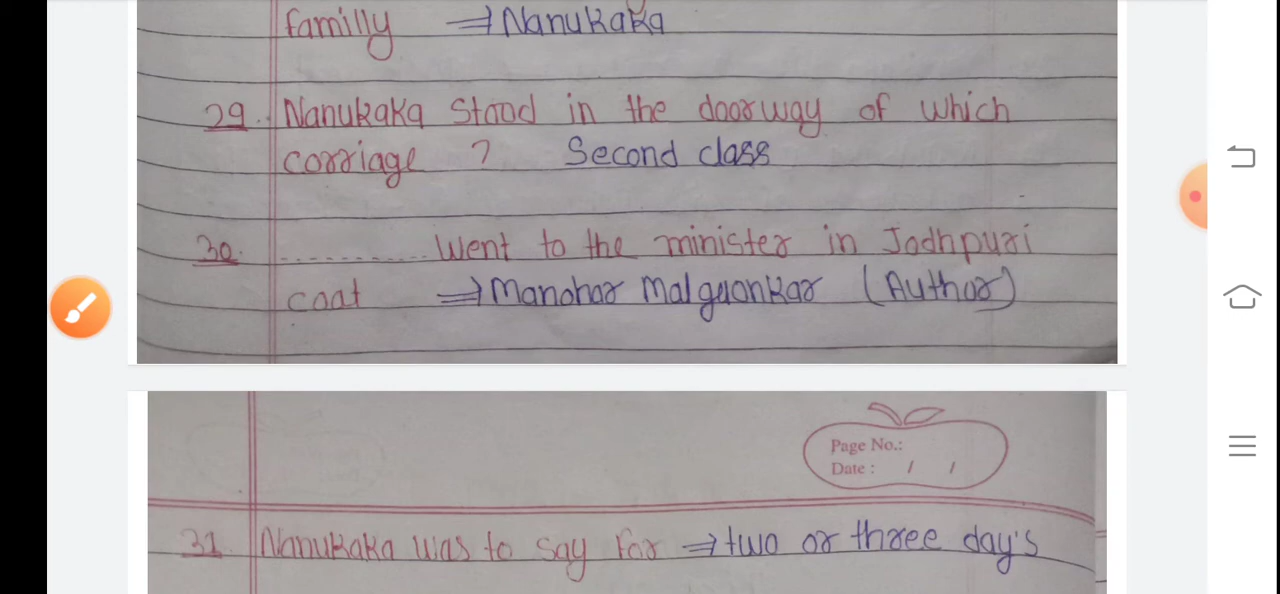 familly ⇒ Nanukaka
29. Nanukaka Stood in the doorway of which
corriage ? Second class
30. .......... Went to the minister in Jodhpuri
coat ⇒ Manohar Malgaonkar (Author)
Page No.:
Date : / /
31. Nanukaka was to say for ⇒ two or three day's